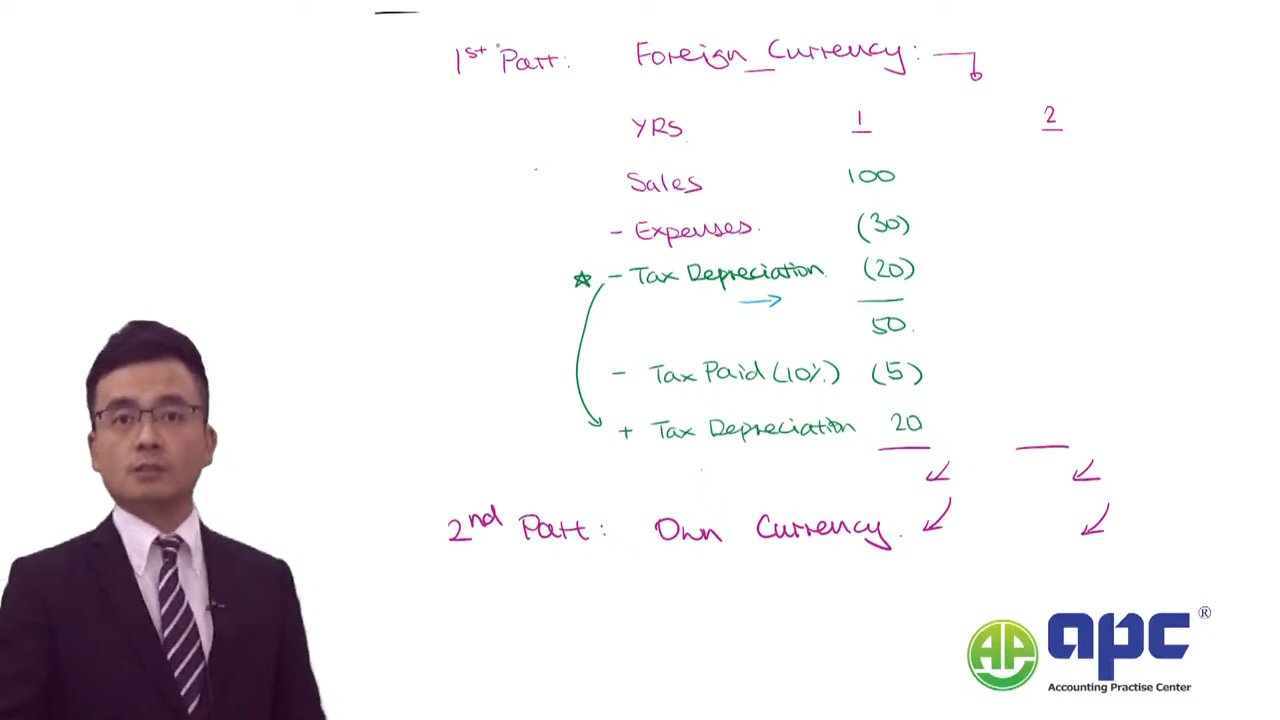 1st Part: Foreign Currency:
YRS 1 2
Sales 100
- Expenses. (30)
- Tax Depreciation (20)
50
- Tax Paid (10%) (5)
+ Tax Depreciation 20
2nd Part: Own Currency.
AP apc ®
Accounting Practise Center